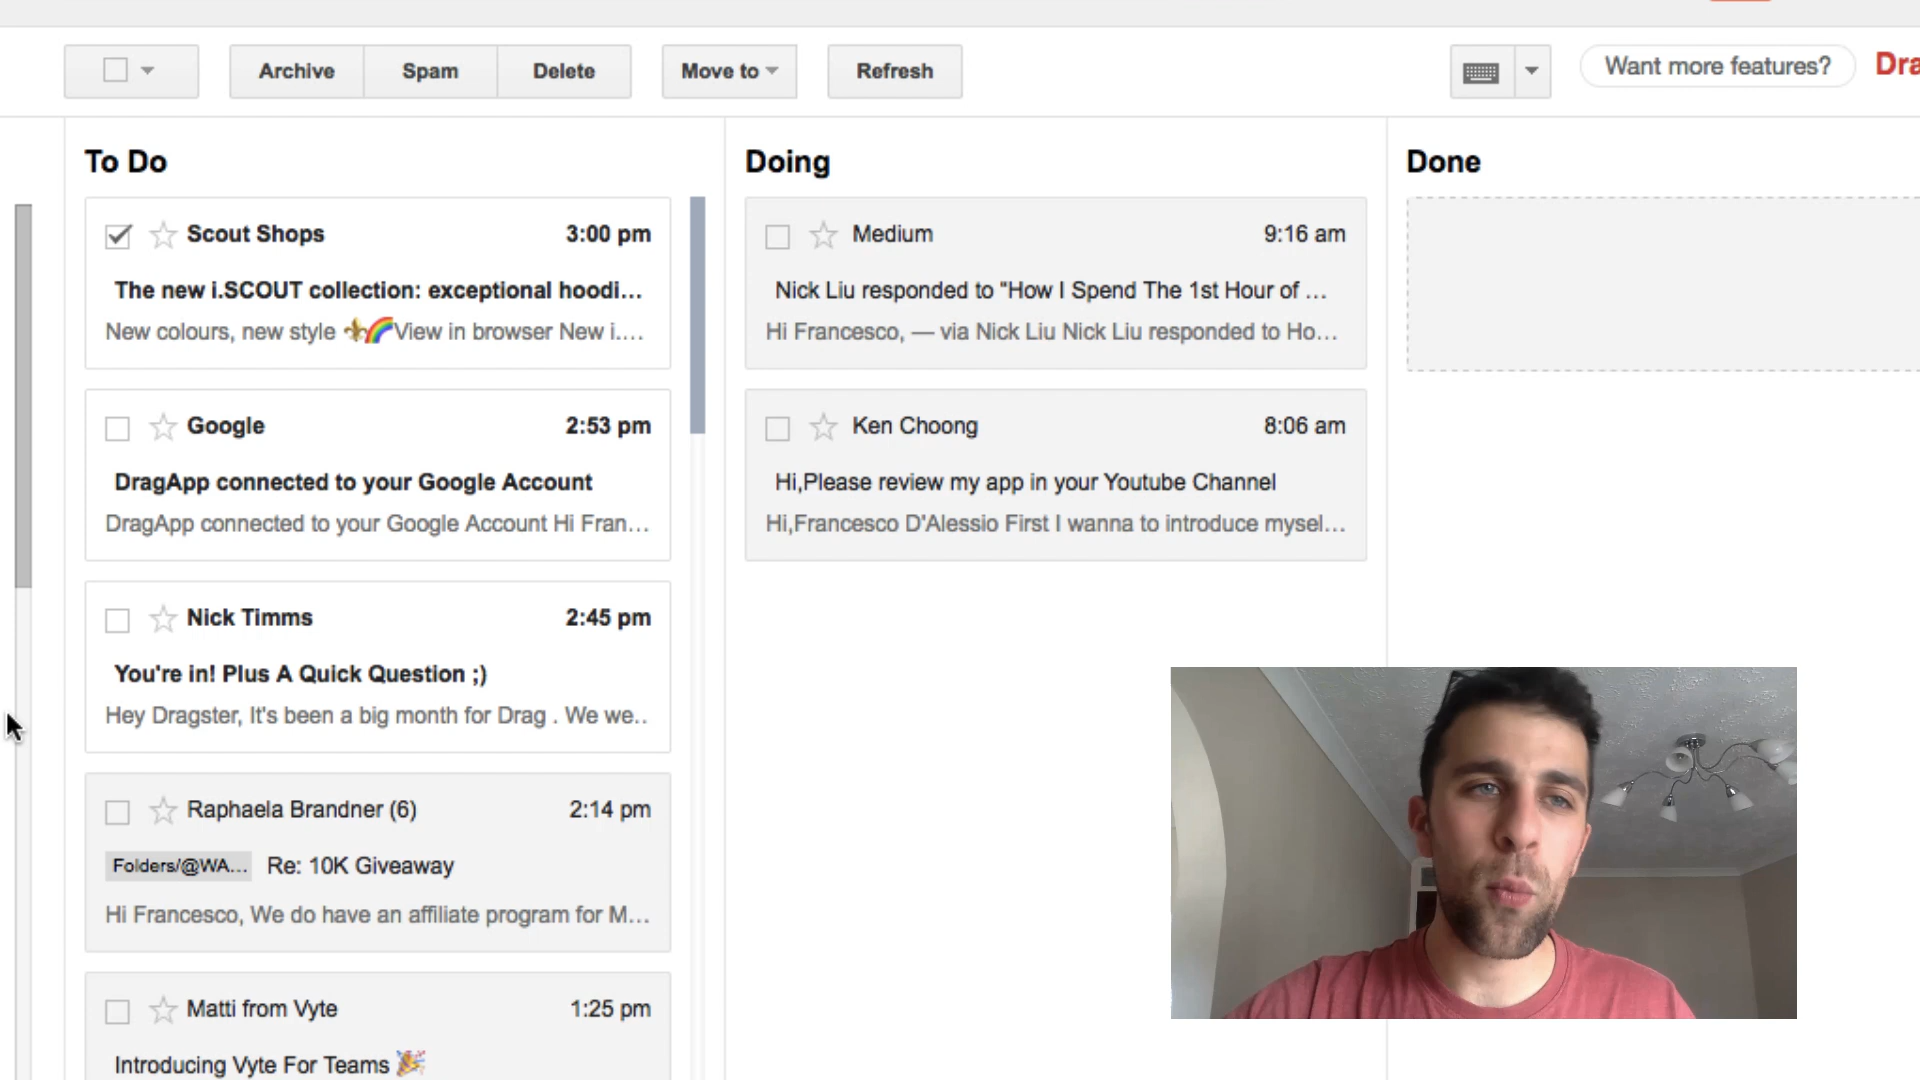 Archive Spam Delete Move to Refresh Want more features? Dra
To Do
Scout Shops 3:00 pm
The new i.SCOUT collection: exceptional hoodi...
New colours, new style ⚜️🌈View in browser New i....
Google 2:53 pm
DragApp connected to your Google Account
DragApp connected to your Google Account Hi Fran...
Nick Timms 2:45 pm
You're in! Plus A Quick Question ;)
Hey Dragster, It's been a big month for Drag . We we..
Raphaela Brandner (6) 2:14 pm
Folders/@WA... Re: 10K Giveaway
Hi Francesco, We do have an affiliate program for M...
Matti from Vyte 1:25 pm
Introducing Vyte For Teams 🎉
Doing
Medium 9:16 am
Nick Liu responded to “How I Spend The 1st Hour of ...
Hi Francesco, — via Nick Liu Nick Liu responded to Ho...
Ken Choong 8:06 am
Hi,Please review my app in your Youtube Channel
Hi,Francesco D'Alessio First I wanna to introduce mysel...
Done